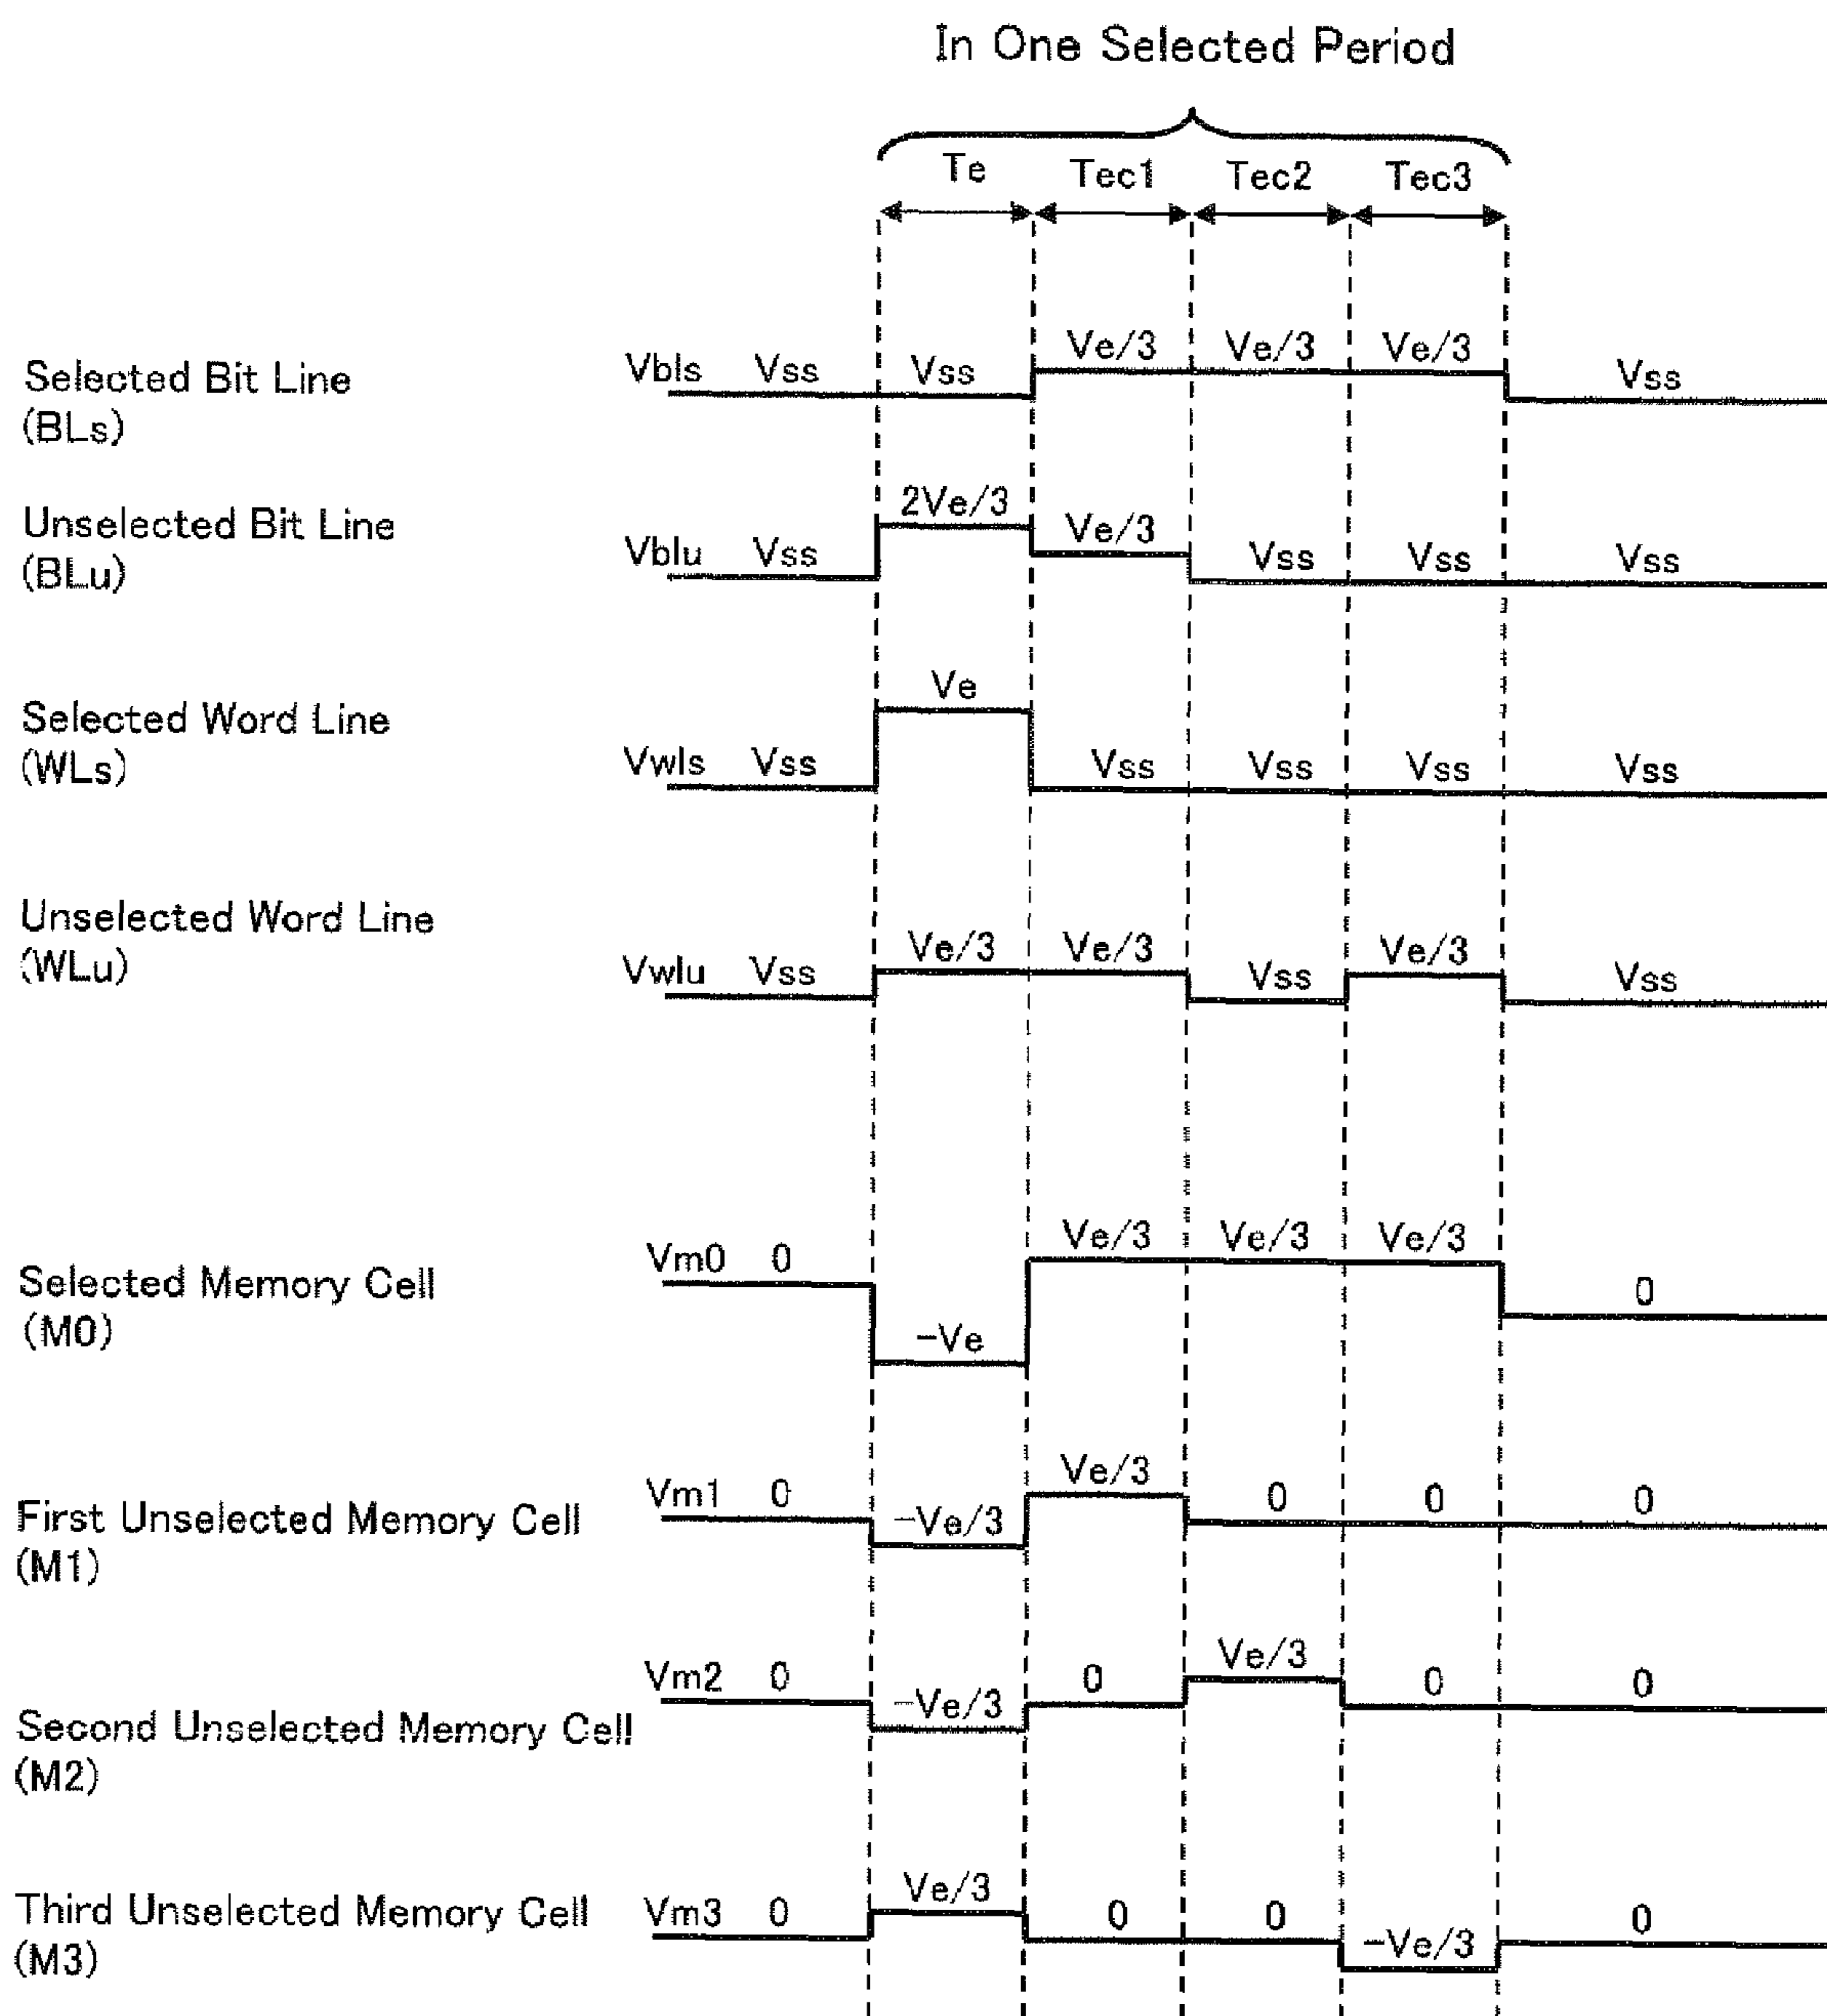 In One Selected Period
Te Tec1 Tec2 Tec3
Selected Bit Line
(BLs)
Vbls Vss Vss Ve/3 Ve/3 Ve/3 Vss
Unselected Bit Line
(BLu)
Vblu Vss 2Ve/3 Ve/3 Vss Vss Vss
Selected Word Line
(WLs)
Vwls Vss Ve Vss Vss Vss Vss
Unselected Word Line
(WLu)
Vwlu Vss Ve/3 Ve/3 Vss Ve/3 Vss
Selected Memory Cell
(M0)
Vm0 0 -Ve Ve/3 Ve/3 Ve/3 0
First Unselected Memory Cell
(M1)
Vm1 0 -Ve/3 Ve/3 0 0 0
Second Unselected Memory Cell
(M2)
Vm2 0 -Ve/3 0 Ve/3 0 0
Third Unselected Memory Cell
(M3)
Vm3 0 Ve/3 0 0 -Ve/3 0